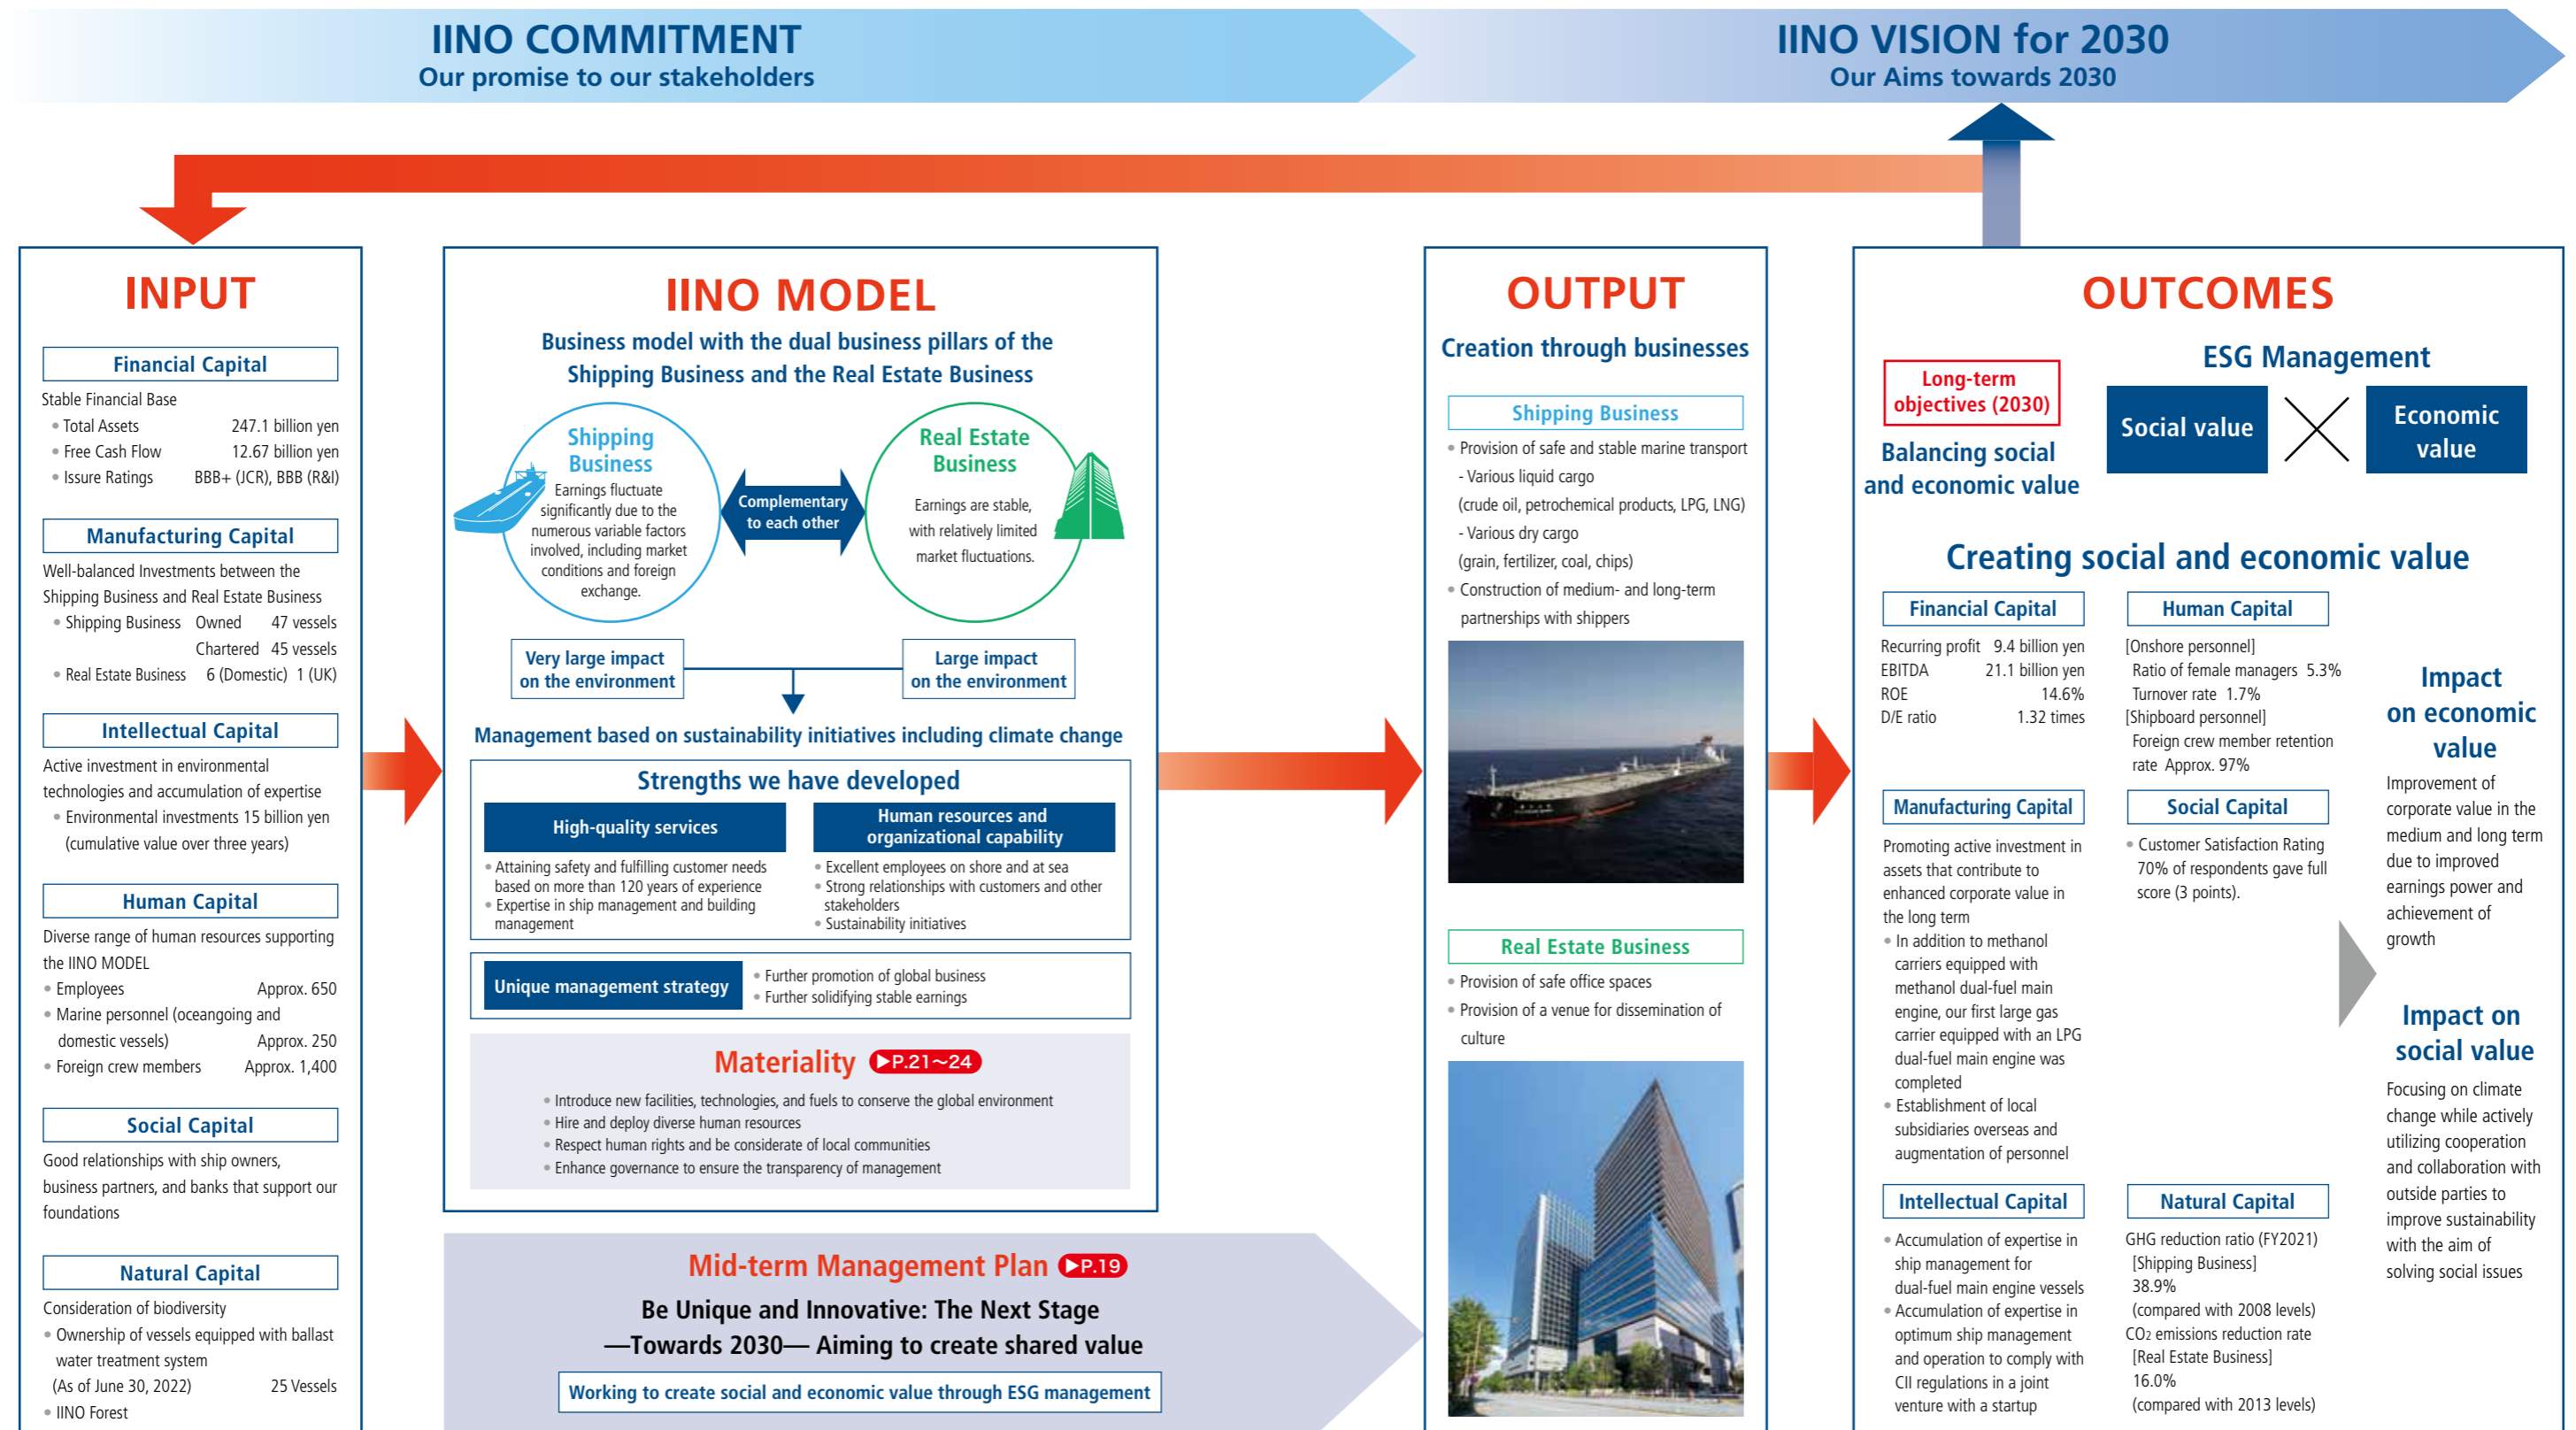 IINO COMMITMENT
Our promise to our stakeholders
IINO VISION for 2030
Our Aims towards 2030
INPUT
Financial Capital
Stable Financial Base
• Total Assets 247.1 billion yen
• Free Cash Flow 12.67 billion yen
• Issure Ratings BBB+ (JCR), BBB (R&I)
Manufacturing Capital
Well-balanced Investments between the
Shipping Business and Real Estate Business
• Shipping Business Owned 47 vessels
Chartered 45 vessels
• Real Estate Business 6 (Domestic) 1 (UK)
Intellectual Capital
Active investment in environmental
technologies and accumulation of expertise
• Environmental investments 15 billion yen
(cumulative value over three years)
Human Capital
Diverse range of human resources supporting
the IINO MODEL
• Employees Approx. 650
• Marine personnel (oceangoing and
domestic vessels) Approx. 250
• Foreign crew members Approx. 1,400
Social Capital
Good relationships with ship owners,
business partners, and banks that support our
foundations
Natural Capital
Consideration of biodiversity
• Ownership of vessels equipped with ballast
water treatment system
(As of June 30, 2022) 25 Vessels
• IINO Forest
IINO MODEL
Business model with the dual business pillars of the
Shipping Business and the Real Estate Business
Shipping
Business
Earnings fluctuate
significantly due to the
numerous variable factors
involved, including market
conditions and foreign
exchange.
Complementary
to each other
Real Estate
Business
Earnings are stable,
with relatively limited
market fluctuations.
Very large impact
on the environment
Large impact
on the environment
Management based on sustainability initiatives including climate change
Strengths we have developed
High-quality services
• Attaining safety and fulfilling customer needs
based on more than 120 years of experience
• Expertise in ship management and building
management
Human resources and
organizational capability
• Excellent employees on shore and at sea
• Strong relationships with customers and other
stakeholders
• Sustainability initiatives
Unique management strategy
• Further promotion of global business
• Further solidifying stable earnings
Materiality ▶P.21～24
• Introduce new facilities, technologies, and fuels to conserve the global environment
• Hire and deploy diverse human resources
• Respect human rights and be considerate of local communities
• Enhance governance to ensure the transparency of management
Mid-term Management Plan ▶P.19
Be Unique and Innovative: The Next Stage
—Towards 2030— Aiming to create shared value
Working to create social and economic value through ESG management
OUTPUT
Creation through businesses
Shipping Business
• Provision of safe and stable marine transport
- Various liquid cargo
(crude oil, petrochemical products, LPG, LNG)
- Various dry cargo
(grain, fertilizer, coal, chips)
• Construction of medium- and long-term
partnerships with shippers
Real Estate Business
• Provision of safe office spaces
• Provision of a venue for dissemination of
culture
OUTCOMES
Long-term
objectives (2030)
Balancing social
and economic value
ESG Management
Social value
Economic
value
Creating social and economic value
Financial Capital
Recurring profit 9.4 billion yen
EBITDA 21.1 billion yen
ROE 14.6%
D/E ratio 1.32 times
Human Capital
[Onshore personnel]
Ratio of female managers 5.3%
Turnover rate 1.7%
[Shipboard personnel]
Foreign crew member retention
rate Approx. 97%
Manufacturing Capital
Promoting active investment in
assets that contribute to
enhanced corporate value in
the long term
• In addition to methanol
carriers equipped with
methanol dual-fuel main
engine, our first large gas
carrier equipped with an LPG
dual-fuel main engine was
completed
• Establishment of local
subsidiaries overseas and
augmentation of personnel
Social Capital
• Customer Satisfaction Rating
70% of respondents gave full
score (3 points).
Intellectual Capital
• Accumulation of expertise in
ship management for
dual-fuel main engine vessels
• Accumulation of expertise in
optimum ship management
and operation to comply with
CII regulations in a joint
venture with a startup
Natural Capital
GHG reduction ratio (FY2021)
[Shipping Business]
38.9%
(compared with 2008 levels)
CO2 emissions reduction rate
[Real Estate Business]
16.0%
(compared with 2013 levels)
Impact
on economic
value
Improvement of
corporate value in the
medium and long term
due to improved
earnings power and
achievement of
growth
Impact on
social value
Focusing on climate
change while actively
utilizing cooperation
and collaboration with
outside parties to
improve sustainability
with the aim of
solving social issues